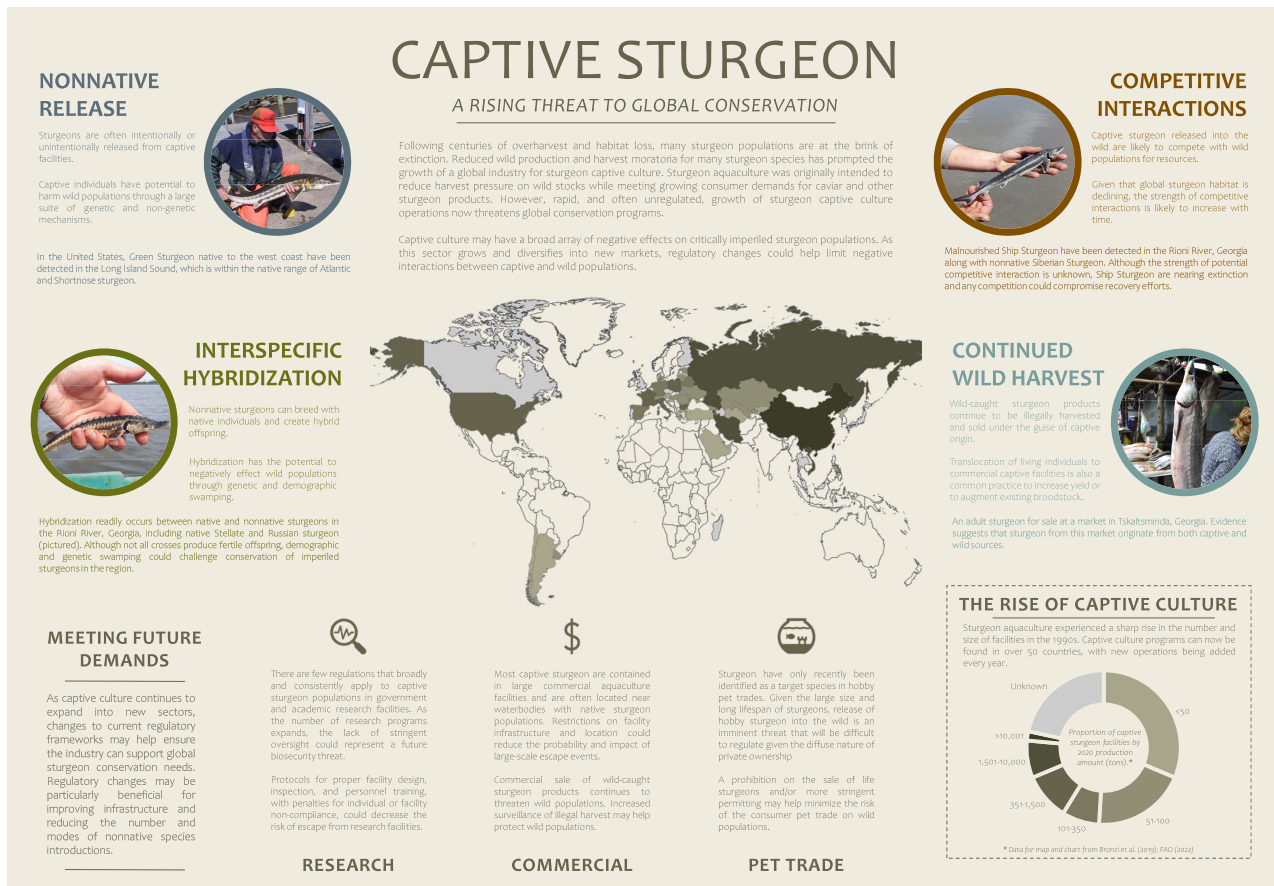 CAPTIVE STURGEON
A RISING THREAT TO GLOBAL CONSERVATION
Following centuries of overharvest and habitat loss, many sturgeon populations are at the brink of
extinction. Reduced wild production and harvest moratoria for many sturgeon species has prompted the
growth of a global industry for sturgeon captive culture. Sturgeon aquaculture was originally intended to
reduce harvest pressure on wild stocks while meeting growing consumer demands for caviar and other
sturgeon products. However, rapid, and often unregulated, growth of sturgeon captive culture
operations now threatens global conservation programs.
Captive culture may have a broad array of negative effects on critically imperiled sturgeon populations. As
this sector grows and diversifies into new markets, regulatory changes could help limit negative
interactions between captive and wild populations.
NONNATIVE
RELEASE
Sturgeons are often intentionally or
unintentionally released from captive
facilities.
Captive individuals have potential to
harm wild populations through a large
suite of genetic and non-genetic
mechanisms.
In the United States, Green Sturgeon native to the west coast have been
detected in the Long Island Sound, which is within the native range of Atlantic
and Shortnose sturgeon.
COMPETITIVE
INTERACTIONS
Captive sturgeon released into the
wild are likely to compete with wild
populations for resources.
Given that global sturgeon habitat is
declining, the strength of competitive
interactions is likely to increase with
time.
Malnourished Ship Sturgeon have been detected in the Rioni River, Georgia
along with nonnative Siberian Sturgeon. Although the strength of potential
competitive interaction is unknown, Ship Sturgeon are nearing extinction
and any competition could compromise recovery efforts.
INTERSPECIFIC
HYBRIDIZATION
Nonnative sturgeons can breed with
native individuals and create hybrid
offspring.
Hybridization has the potential to
negatively effect wild populations
through genetic and demographic
swamping.
Hybridization readily occurs between native and nonnative sturgeons in
the Rioni River, Georgia, including native Stellate and Russian sturgeon
(pictured). Although not all crosses produce fertile offspring, demographic
and genetic swamping could challenge conservation of imperiled
sturgeons in the region.
CONTINUED
WILD HARVEST
Wild-caught sturgeon products
continue to be illegally harvested
and sold under the guise of captive
origin.
Translocation of living individuals to
commercial captive facilities is also a
common practice to increase yield or
to augment existing broodstock.
An adult sturgeon for sale at a market in Tskaltsminda, Georgia. Evidence
suggests that sturgeon from this market originate from both captive and
wild sources.
MEETING FUTURE
DEMANDS
As captive culture continues to
expand into new sectors,
changes to current regulatory
frameworks may help ensure
the industry can support global
sturgeon conservation needs.
Regulatory changes may be
particularly beneficial for
improving infrastructure and
reducing the number and
modes of nonnative species
introductions.
There are few regulations that broadly
and consistently apply to captive
sturgeon populations in government
and academic research facilities. As
the number of research programs
expands, the lack of stringent
oversight could represent a future
biosecurity threat.
Protocols for proper facility design,
inspection, and personnel training,
with penalties for individual or facility
non-compliance, could decrease the
risk of escape from research facilities.
RESEARCH
$
Most captive sturgeon are contained
in large commercial aquaculture
facilities and are often located near
waterbodies with native sturgeon
populations. Restrictions on facility
infrastructure and location could
reduce the probability and impact of
large-scale escape events.
Commercial sale of wild-caught
sturgeon products continues to
threaten wild populations. Increased
surveillance of illegal harvest may help
protect wild populations.
COMMERCIAL
Sturgeon have only recently been
identified as a target species in hobby
pet trades. Given the large size and
long lifespan of sturgeons, release of
hobby sturgeon into the wild is an
imminent threat that will be difficult
to regulate given the diffuse nature of
private ownership
A prohibition on the sale of life
sturgeons and/or more stringent
permitting may help minimize the risk
of the consumer pet trade on wild
populations.
PET TRADE
THE RISE OF CAPTIVE CULTURE
Sturgeon aquaculture experienced a sharp rise in the number and
size of facilities in the 1990s. Captive culture programs can now be
found in over 50 countries, with new operations being added
every year.
Unknown
<50
>10,001
1,501-10,000
351-1,500
101-350
51-100
Proportion of captive
sturgeon facilities by
2020 production
amount (tons).*
* Data for map and chart from Bronzi et al. (2019); FAO (2022)